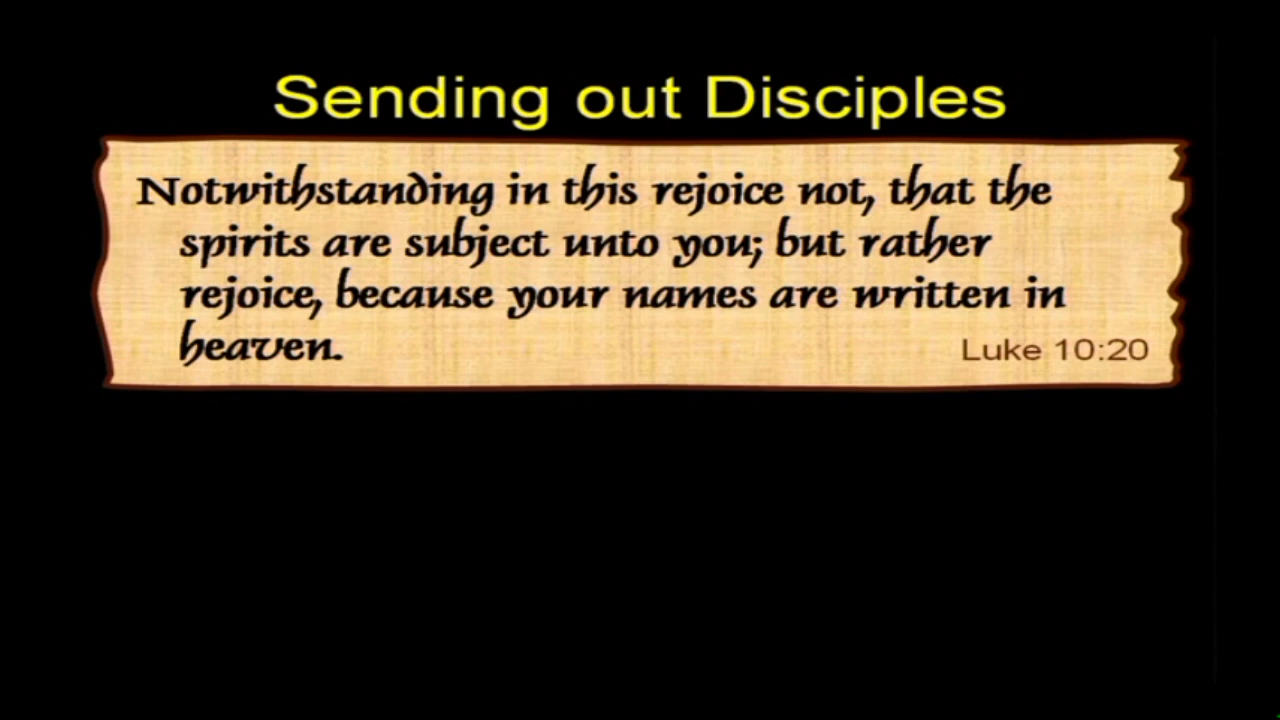 Sending out Disciples
Notwithstanding in this rejoice not, that the
spirits are subject unto you; but rather
rejoice, because your names are written in
heaven.
Luke 10:20